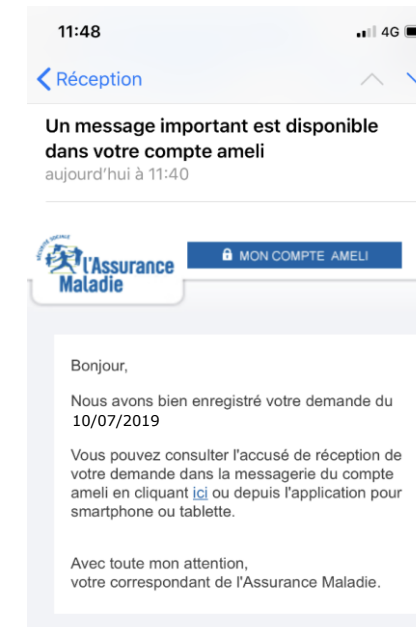 11:48
4G
Réception
Un message important est disponible
dans votre compte ameli
aujourd'hui à 11:40
SÉCURITÉ SOCIALE
l'Assurance
Maladie
MON COMPTE AMELI
Bonjour,
Nous avons bien enregistré votre demande du
10/07/2019
Vous pouvez consulter l'accusé de réception de
votre demande dans la messagerie du compte
ameli en cliquant ici ou depuis l'application pour
smartphone ou tablette.
Avec toute mon attention,
votre correspondant de l'Assurance Maladie.